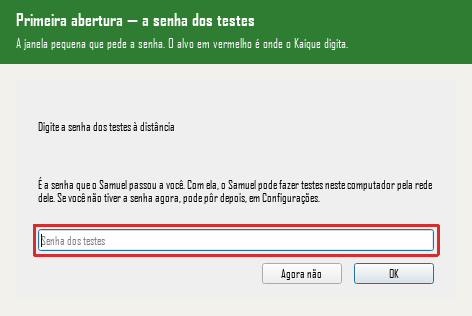 Primeira abertura — a senha dos testes
A janela pequena que pede a senha. O alvo em vermelho é onde o Kaique digita.
Digite a senha dos testes à distância
É a senha que o Samuel passou a você. Com ela, o Samuel pode fazer testes neste computador pela rede
dele. Se você não tiver a senha agora, pode pôr depois, em Configurações.
Senha dos testes
Agora não
OK